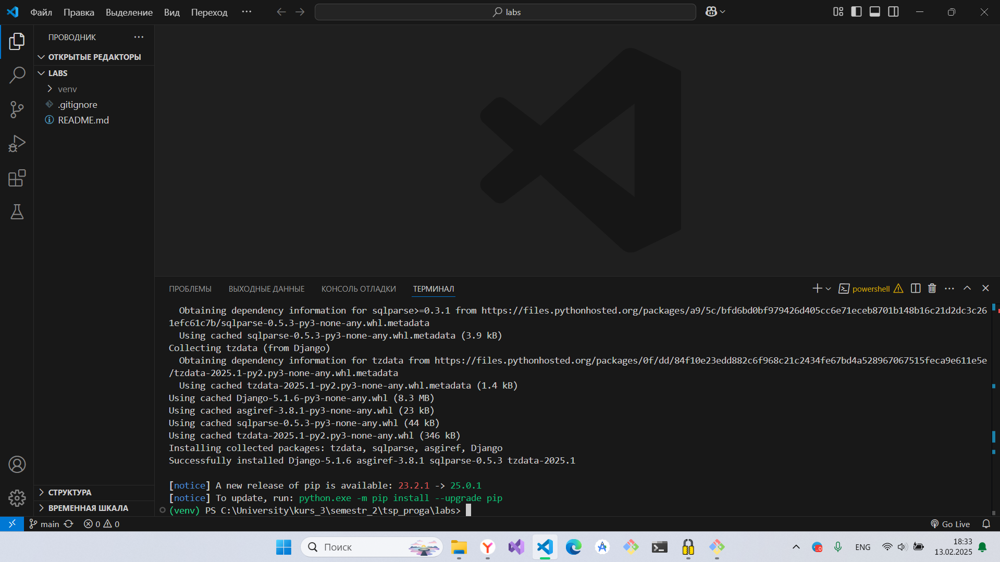 Файл Правка Выделение Вид Переход ··· labs
ПРОВОДНИК ···
ОТКРЫТЫЕ РЕДАКТОРЫ
LABS
venv
.gitignore
README.md
СТРУКТУРА
ВРЕМЕННАЯ ШКАЛА
ПРОБЛЕМЫ ВЫХОДНЫЕ ДАННЫЕ КОНСОЛЬ ОТЛАДКИ ТЕРМИНАЛ powershell ···
Obtaining dependency information for sqlparse>=0.3.1 from https://files.pythonhosted.org/packages/a9/5c/bfd6bd0bf979426d405cc6e71eceb8701b148b16c21d2dc3c26
1efc61c7b/sqlparse-0.5.3-py3-none-any.whl.metadata
Using cached sqlparse-0.5.3-py3-none-any.whl.metadata (3.9 kB)
Collecting tzdata (from Django)
Obtaining dependency information for tzdata from https://files.pythonhosted.org/packages/0f/dd/84f10e23edd882c6f968c21c2434fe67bd4a528967067515feca9e611e5e
/tzdata-2025.1-py2.py3-none-any.whl.metadata
Using cached tzdata-2025.1-py2.py3-none-any.whl.metadata (1.4 kB)
Using cached Django-5.1.6-py3-none-any.whl (8.3 MB)
Using cached asgiref-3.8.1-py3-none-any.whl (23 kB)
Using cached sqlparse-0.5.3-py3-none-any.whl (44 kB)
Using cached tzdata-2025.1-py2.py3-none-any.whl (346 kB)
Installing collected packages: tzdata, sqlparse, asgiref, Django
Successfully installed Django-5.1.6 asgiref-3.8.1 sqlparse-0.5.3 tzdata-2025.1
[notice] A new release of pip is available: 23.2.1 -> 25.0.1
[notice] To update, run: python.exe -m pip install --upgrade pip
(venv) PS C:\University\kurs_3\semestr_2\tsp_proga\labs>
main 0 0 Go Live
Поиск
ENG
18:33
13.02.2025